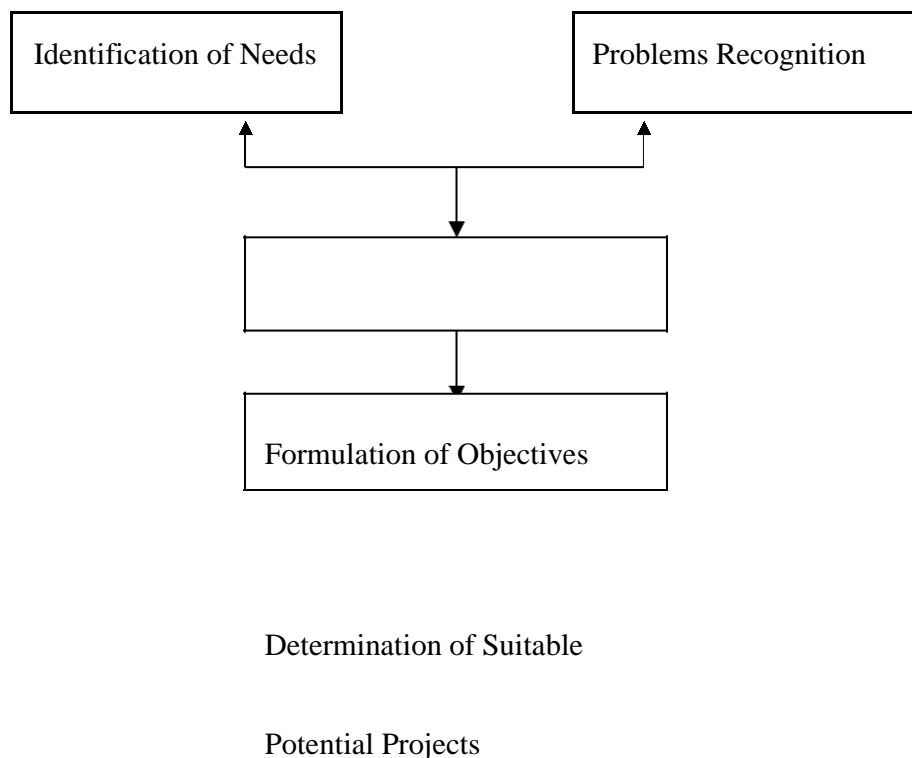 Identification of Needs
Problems Recognition
Formulation of Objectives
Determination of Suitable
Potential Projects